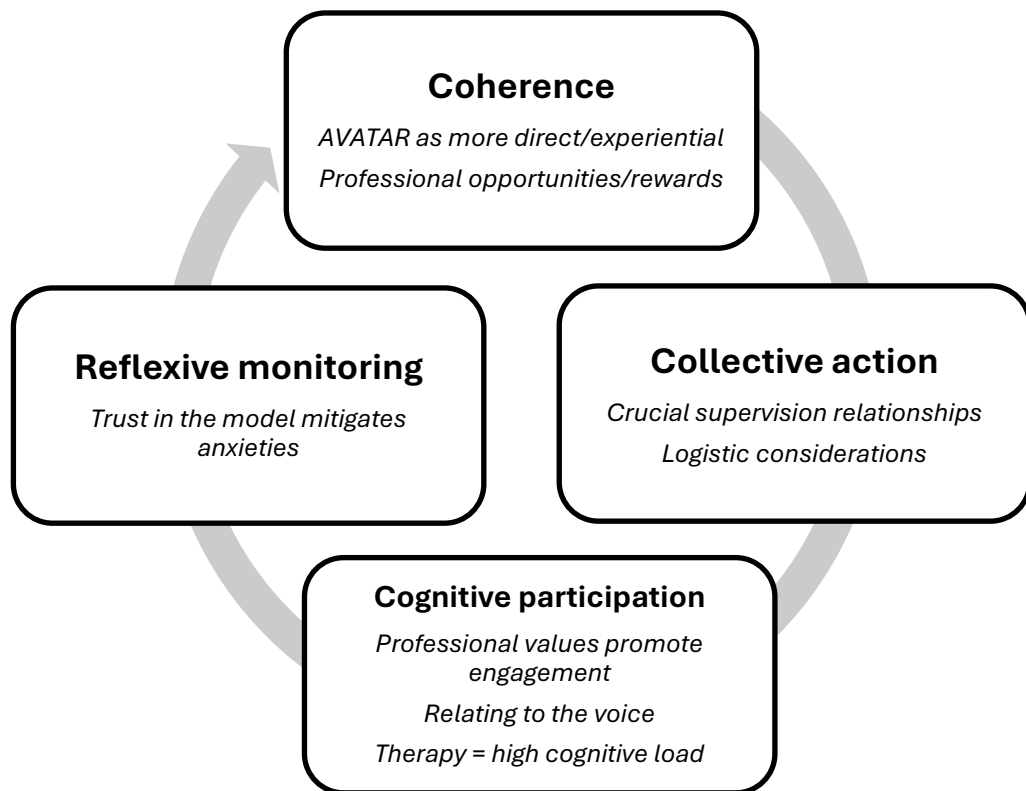 Coherence
AVATAR as more direct/experiential
Professional opportunities/rewards
Reflexive monitoring
Trust in the model mitigates
anxieties
Collective action
Crucial supervision relationships
Logistic considerations
Cognitive participation
Professional values promote
engagement
Relating to the voice
Therapy = high cognitive load